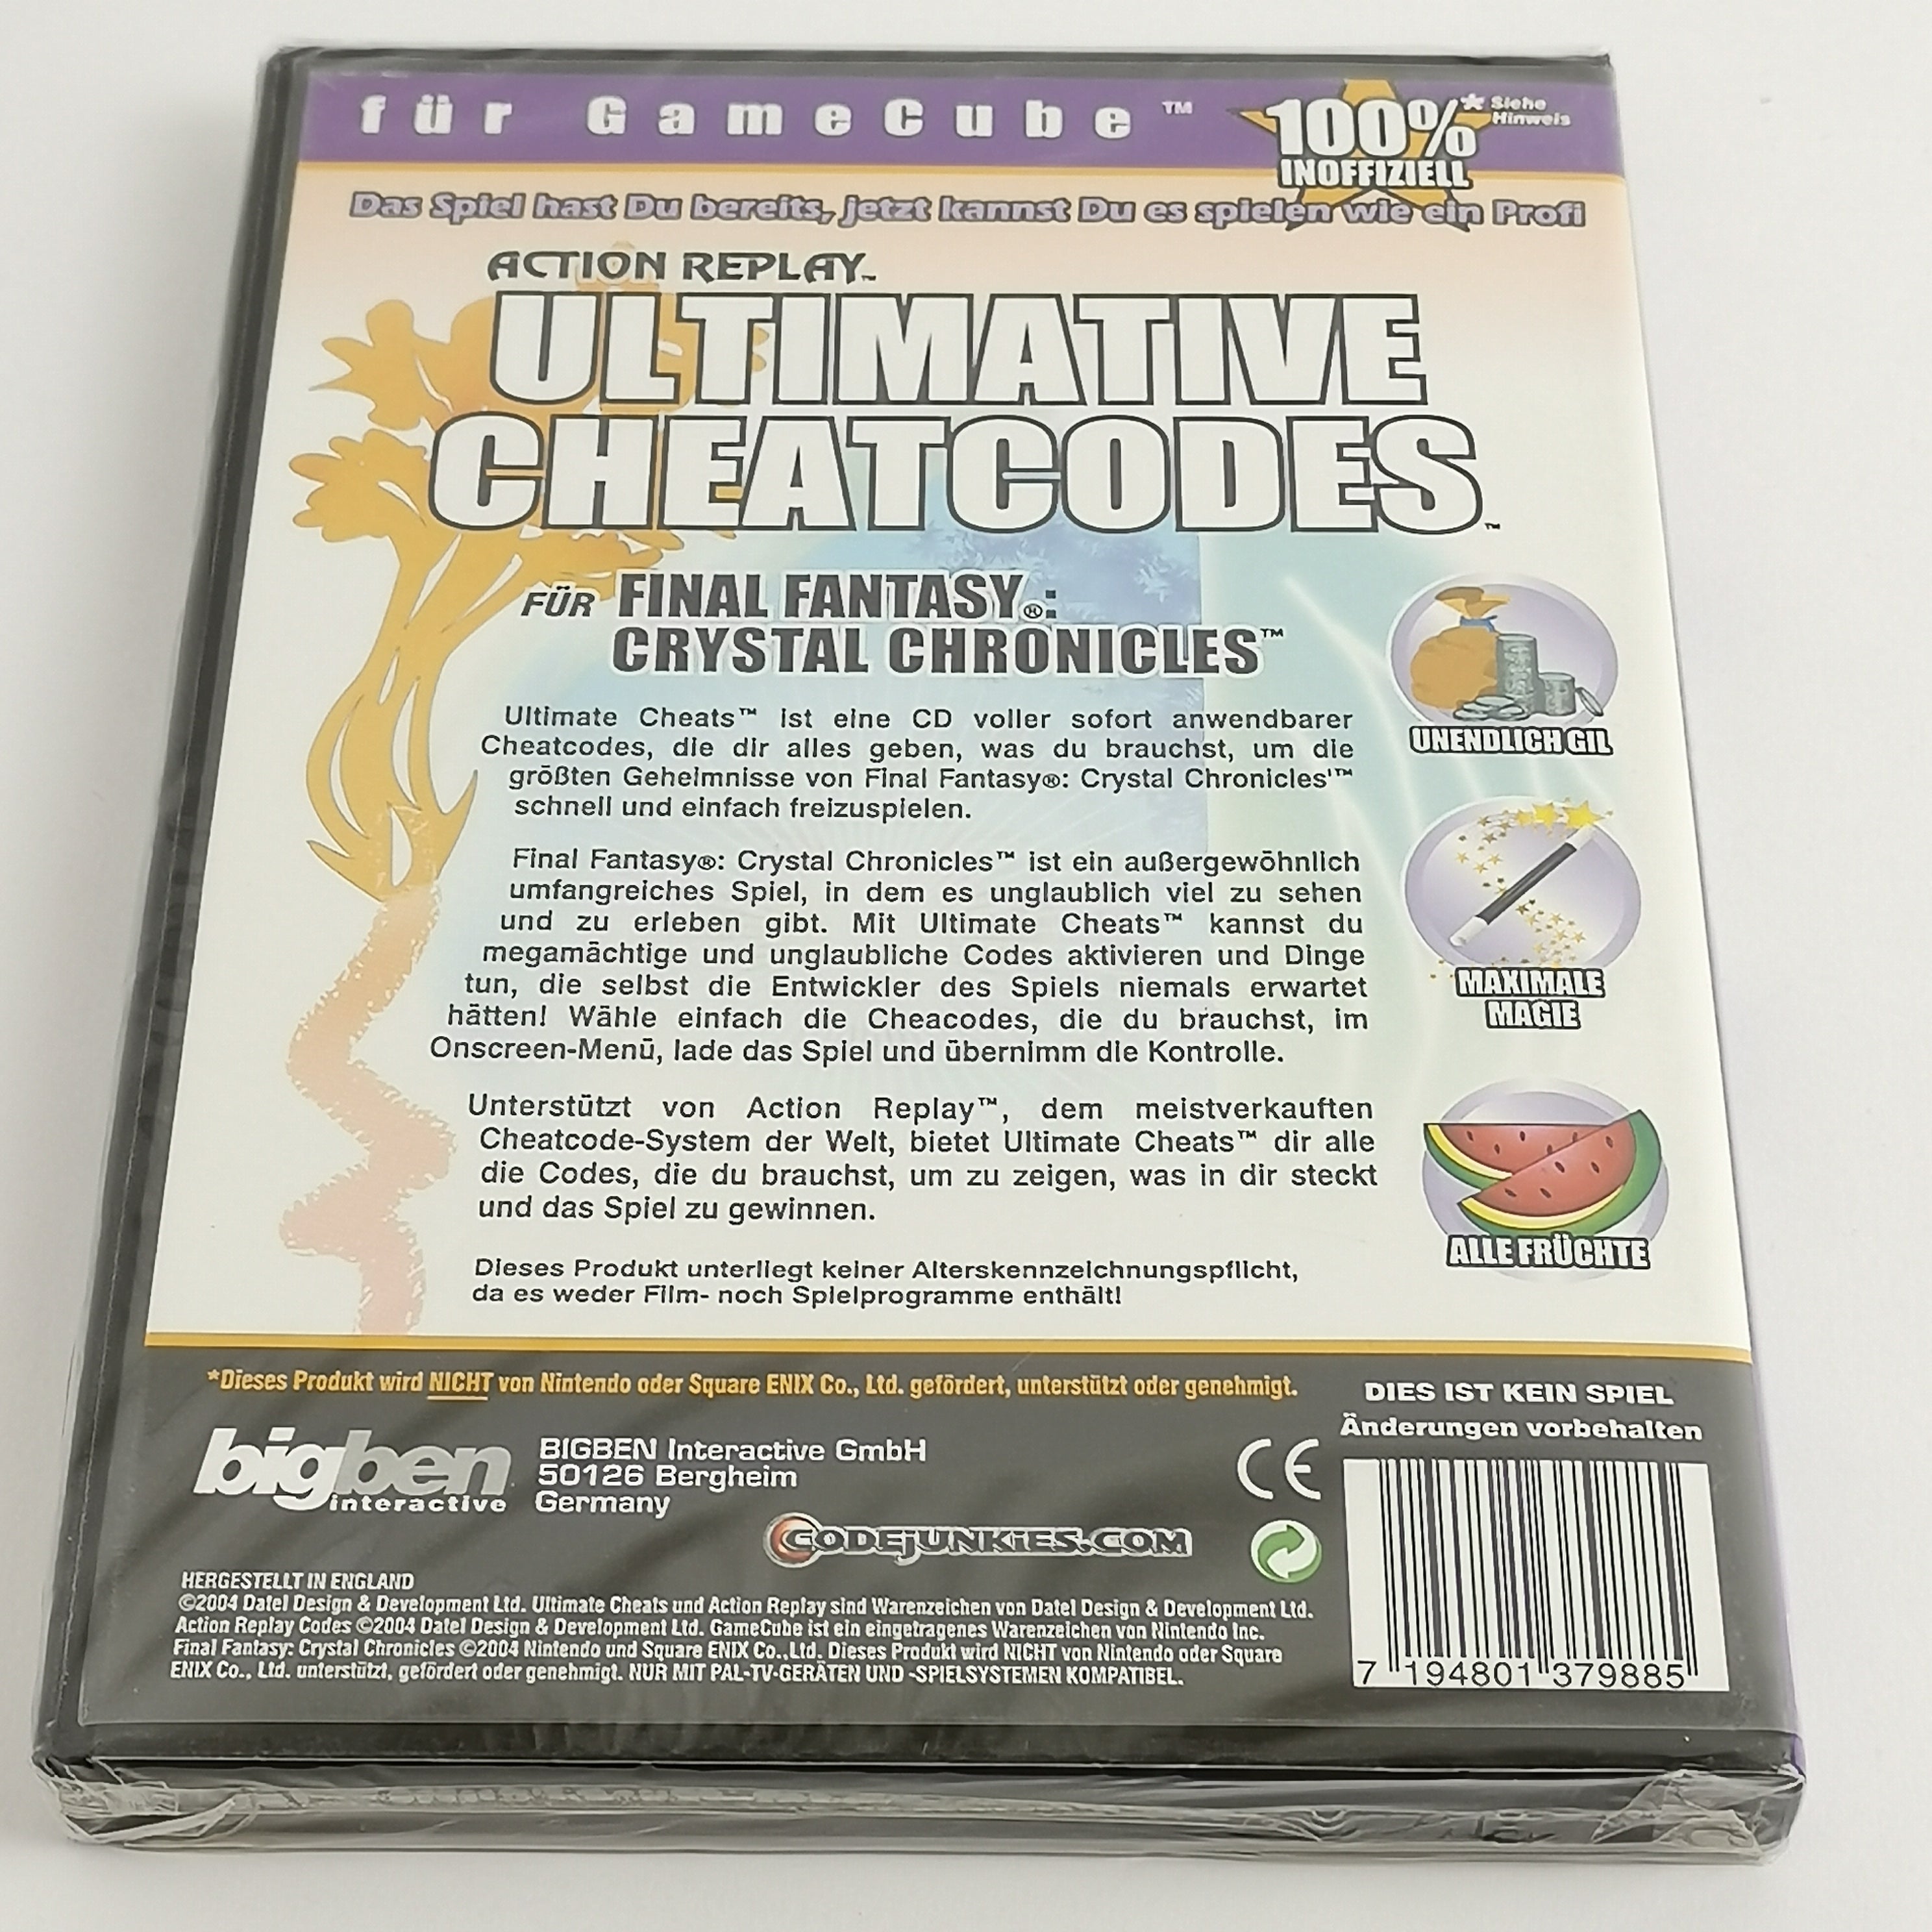 für GameCube™
100%* Siehe Hinweis
INOFFIZIELL
Das Spiel hast Du bereits, jetzt kannst Du es spielen wie ein Profi
ACTION REPLAY™
ULTIMATIVE
CHEATCODES™
FÜR FINAL FANTASY®:
CRYSTAL CHRONICLES™
Ultimate Cheats™ ist eine CD voller sofort anwendbarer
Cheatcodes, die dir alles geben, was du brauchst, um die
größten Geheimnisse von Final Fantasy®: Crystal Chronicles'™
schnell und einfach freizuspielen.
Final Fantasy®: Crystal Chronicles™ ist ein außergewöhnlich
umfangreiches Spiel, in dem es unglaublich viel zu sehen
und zu erleben gibt. Mit Ultimate Cheats™ kannst du
megamächtige und unglaubliche Codes aktivieren und Dinge
tun, die selbst die Entwickler des Spiels niemals erwartet
hätten! Wähle einfach die Cheacodes, die du brauchst, im
Onscreen-Menü, lade das Spiel und übernimm die Kontrolle.
Unterstützt von Action Replay™, dem meistverkauften
Cheatcode-System der Welt, bietet Ultimate Cheats™ dir alle
die Codes, die du brauchst, um zu zeigen, was in dir steckt
und das Spiel zu gewinnen.
Dieses Produkt unterliegt keiner Alterskennzeichnungspflicht,
da es weder Film- noch Spielprogramme enthält!
UNENDLICH GIL
MAXIMALE
MAGIE
ALLE FRÜCHTE
*Dieses Produkt wird NICHT von Nintendo oder Square ENIX Co., Ltd. gefördert, unterstützt oder genehmigt.
DIES IST KEIN SPIEL
Änderungen vorbehalten
bigben
interactive
BIGBEN Interactive GmbH
50126 Bergheim
Germany
CE
CODEJUNKIES.COM
HERGESTELLT IN ENGLAND
©2004 Datel Design & Development Ltd. Ultimate Cheats und Action Replay sind Warenzeichen von Datel Design & Development Ltd.
Action Replay Codes ©2004 Datel Design & Development Ltd. GameCube ist ein eingetragenes Warenzeichen von Nintendo Inc.
Final Fantasy: Crystal Chronicles ©2004 Nintendo und Square ENIX Co.,Ltd. Dieses Produkt wird NICHT von Nintendo oder Square
ENIX Co., Ltd. unterstützt, gefördert oder genehmigt. NUR MIT PAL-TV-GERÄTEN UND -SPIELSYSTEMEN KOMPATIBEL.
7 194801 379885